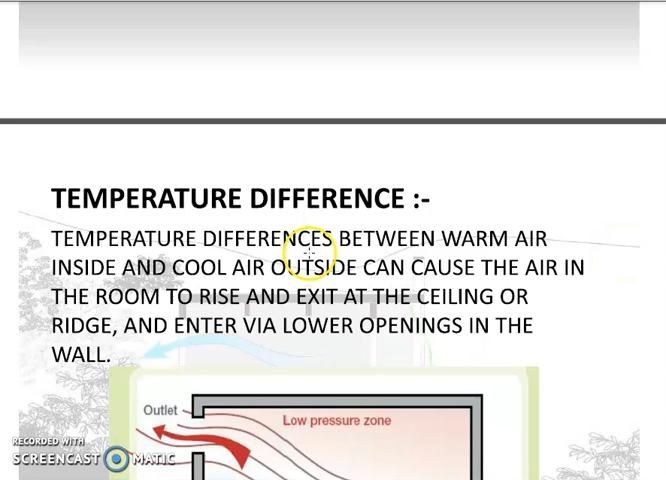 TEMPERATURE DIFFERENCE :-
TEMPERATURE DIFFERENCES BETWEEN WARM AIR
INSIDE AND COOL AIR OUTSIDE CAN CAUSE THE AIR IN
THE ROOM TO RISE AND EXIT AT THE CEILING OR
RIDGE, AND ENTER VIA LOWER OPENINGS IN THE
WALL.
Outlet
Low pressure zone
RECORDED WITH
SCREENCAST MATIC